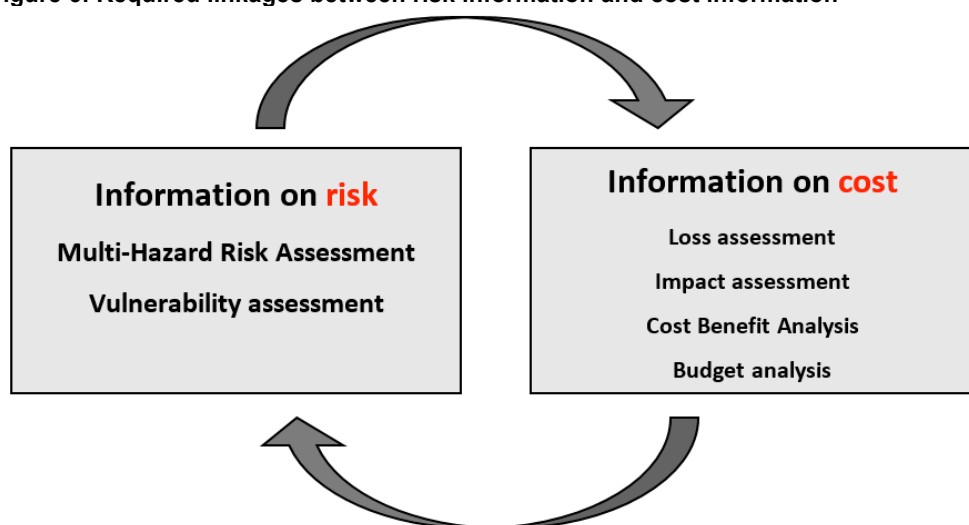 Information on risk
Multi-Hazard Risk Assessment
Vulnerability assessment
Information on cost
Loss assessment
Impact assessment
Cost Benefit Analysis
Budget analysis